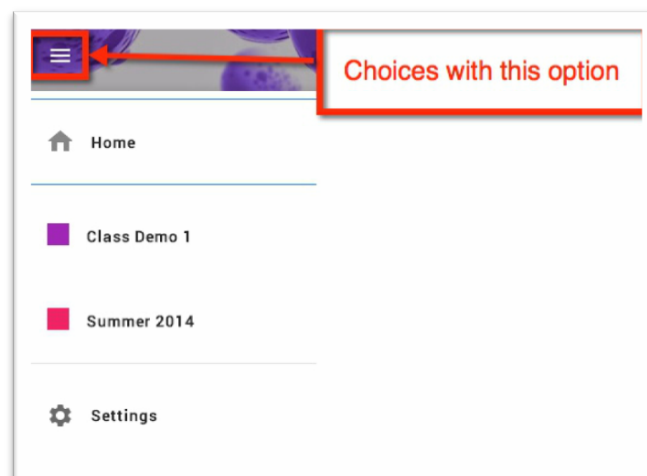 Choices with this option
Home
Class Demo 1
Summer 2014
Settings